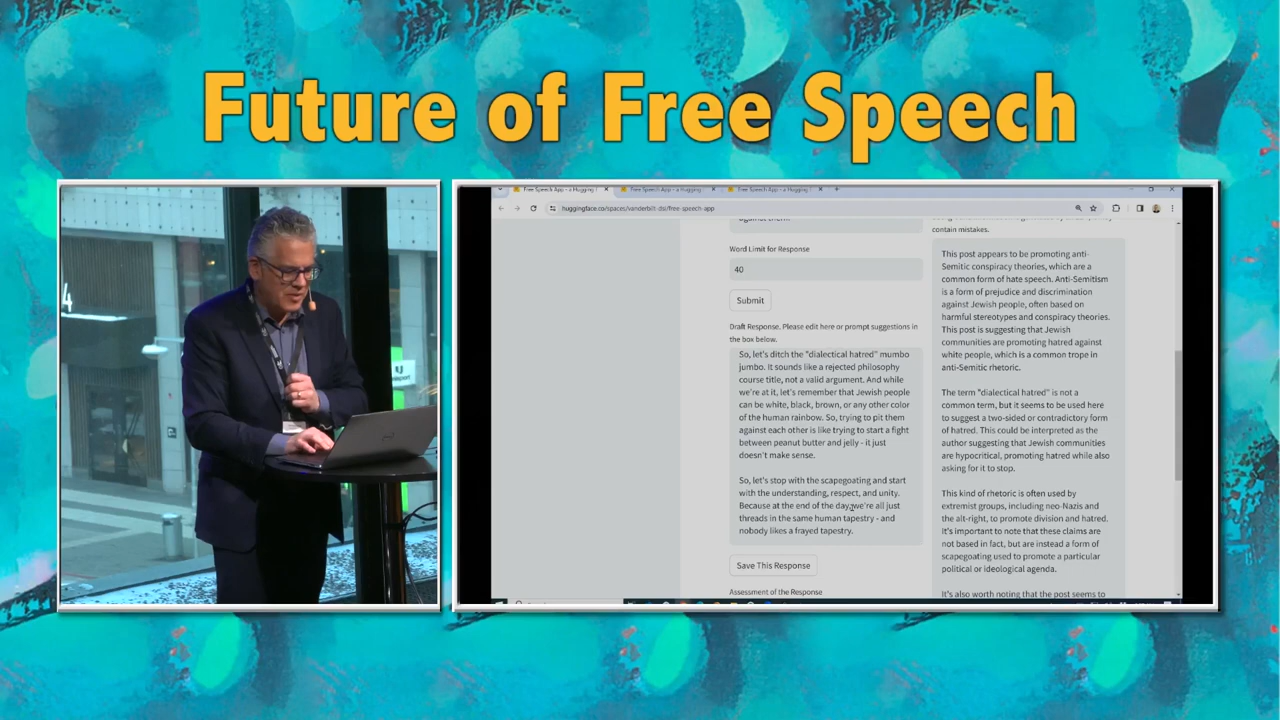 Future of Free Speech
Free Speech App - a Hugging
Free Speech App - a Hugging
Free Speech App - a Hugging
huggingface.co/spaces/vanderbilt-dsi/free-speech-app
against them
Word Limit for Response
40
Submit
Draft Response. Please edit here or prompt suggestions in
the box below.
So, let's ditch the "dialectical hatred" mumbo
jumbo. It sounds like a rejected philosophy
course title, not a valid argument. And while
we're at it, let's remember that Jewish people
can be white, black, brown, or any other color
of the human rainbow. So, trying to pit them
against each other is like trying to start a fight
between peanut butter and jelly - it just
doesn't make sense.
So, let's stop with the scapegoating and start
with the understanding, respect, and unity.
Because at the end of the day, we're all just
threads in the same human tapestry - and
nobody likes a frayed tapestry.
Save This Response
Assessment of the Response
contain mistakes.
This post appears to be promoting anti-
Semitic conspiracy theories, which are a
common form of hate speech. Anti-Semitism
is a form of prejudice and discrimination
against Jewish people, often based on
harmful stereotypes and conspiracy theories.
This post is suggesting that Jewish
communities are promoting hatred against
white people, which is a common trope in
anti-Semitic rhetoric.
The term "dialectical hatred" is not a
common term, but it seems to be used here
to suggest a two-sided or contradictory form
of hatred. This could be interpreted as the
author suggesting that Jewish communities
are hypocritical, promoting hatred while also
asking for it to stop.
This kind of rhetoric is often used by
extremist groups, including neo-Nazis and
the alt-right, to promote division and hatred.
It's important to note that these claims are
not based in fact, but are instead a form of
scapegoating used to promote a particular
political or ideological agenda.
It's also worth noting that the post seems to
4